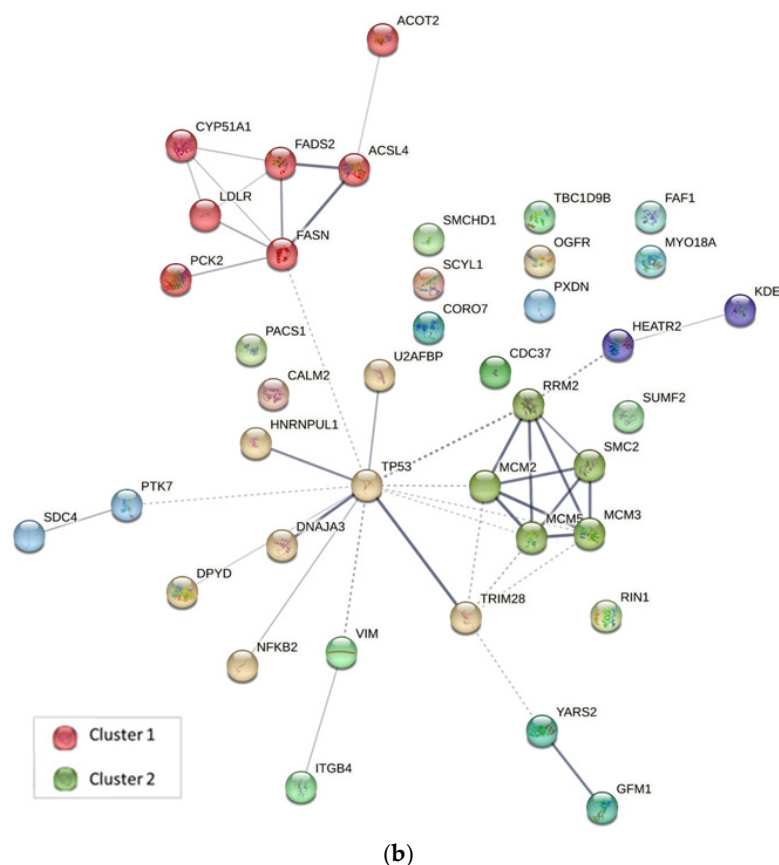 ACOT2
CYP51A1
FADS2
ACSL4
LDLR
FASN
PCK2
SMCHD1
TBC1D9B
FAF1
OGFR
MYO18A
SCYL1
PXDN
KDE
CORO7
HEATR2
PACS1
U2AFBP
CDC37
CALM2
RRM2
SUMF2
HNRNPUL1
SMC2
TP53
MCM2
PTK7
SDC4
MCM5
MCM3
DNAJA3
DPYD
TRIM28
RIN1
NFKB2
VIM
YARS2
Cluster 1
Cluster 2
ITGB4
GFM1
(b)